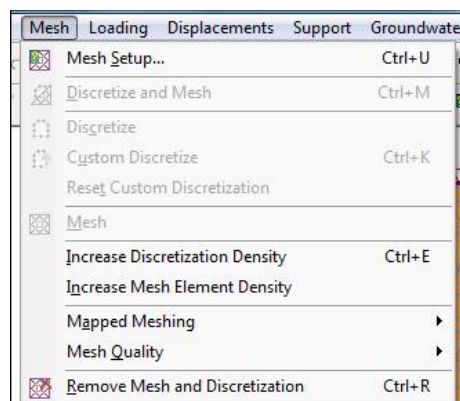 Mesh Loading Displacements Support Groundwate
Mesh Setup... Ctrl+U
Discretize and Mesh Ctrl+M
Discretize
Custom Discretize Ctrl+K
Reset Custom Discretization
Mesh
Increase Discretization Density Ctrl+E
Increase Mesh Element Density
Mapped Meshing
Mesh Quality
Remove Mesh and Discretization Ctrl+R